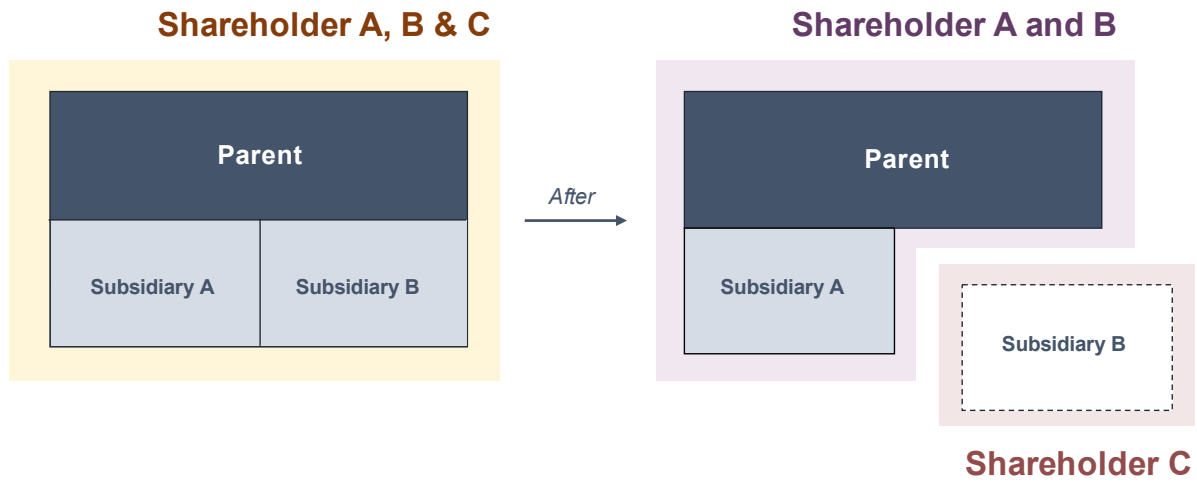 Shareholder A, B & C
Parent
Subsidiary A
Subsidiary B
After
Shareholder A and B
Parent
Subsidiary A
Subsidiary B
Shareholder C